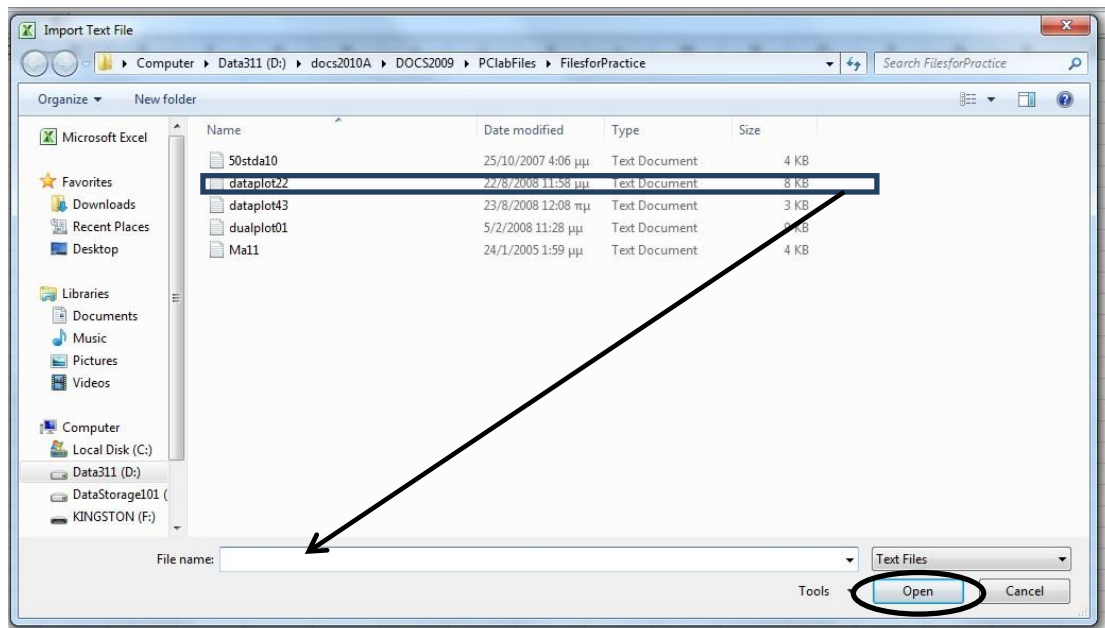 Import Text File
Computer ▸ Data311 (D:) ▸ docs2010A ▸ DOCS2009 ▸ PClabFiles ▸ FilesforPractice
Search FilesforPractice
Organize ▾ New folder
Microsoft Excel
Favorites
Downloads
Recent Places
Desktop
Libraries
Documents
Music
Pictures
Videos
Computer
Local Disk (C:)
Data311 (D:)
DataStorage101 (
KINGSTON (F:)
Name Date modified Type Size
50stda10 25/10/2007 4:06 μμ Text Document 4 KB
dataplot22 22/8/2008 11:58 μμ Text Document 8 KB
dataplot43 23/8/2008 12:08 πμ Text Document 3 KB
dualplot01 5/2/2008 11:28 μμ Text Document KB
Ma11 24/1/2005 1:59 μμ Text Document 4 KB
File name:
Text Files
Tools
Open
Cancel